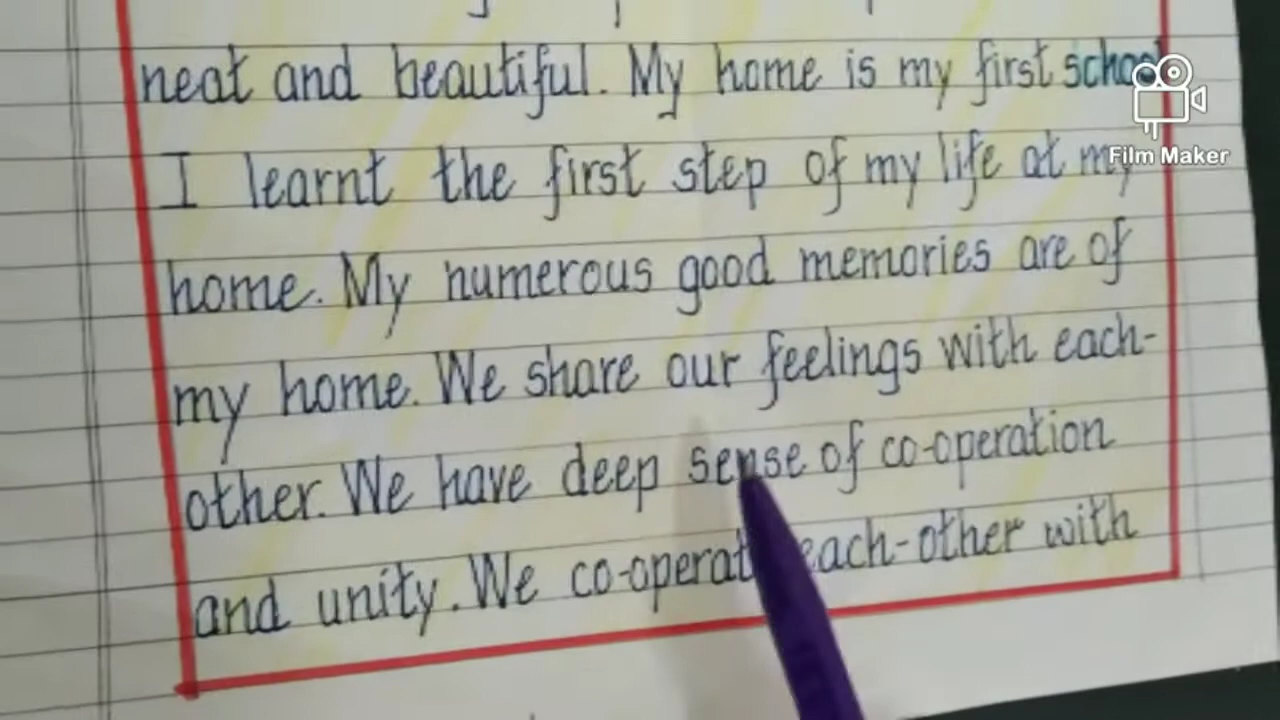 neat and beautiful. My home is my first school
I learnt the first step of my life at my
home. My numerous good memories are of
my home. We share our feelings with each-
other. We have deep sense of co-operation
and unity. We co-operat each-other with
Film Maker